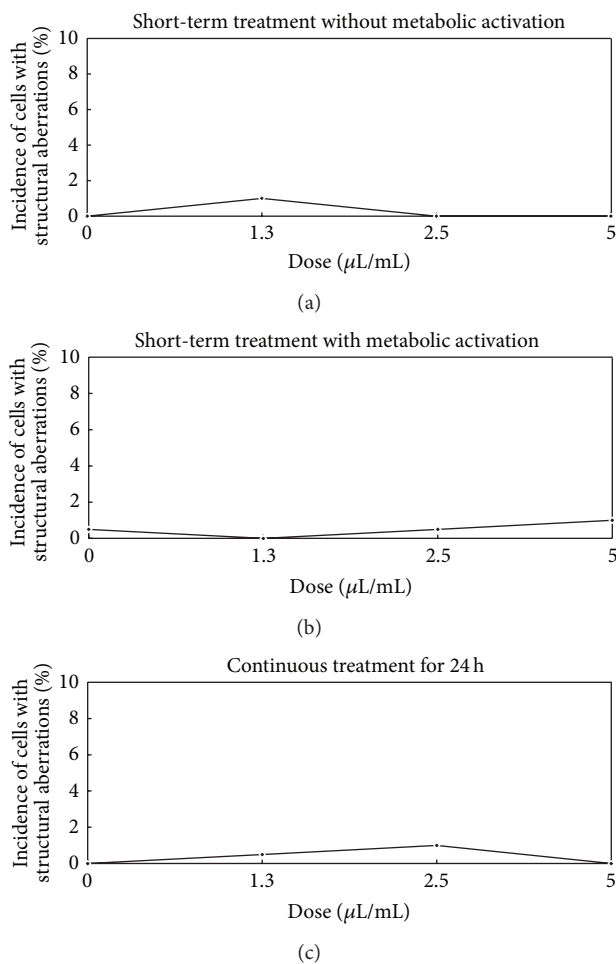 Short-term treatment without metabolic activation
Incidence of cells with
structural aberrations (%)
10
8
6
4
2
0
0 1.3 2.5 5
Dose (μL/mL)
(a)
Short-term treatment with metabolic activation
Incidence of cells with
structural aberrations (%)
10
8
6
4
2
0
0 1.3 2.5 5
Dose (μL/mL)
(b)
Continuous treatment for 24 h
Incidence of cells with
structural aberrations (%)
10
8
6
4
2
0
0 1.3 2.5 5
Dose (μL/mL)
(c)